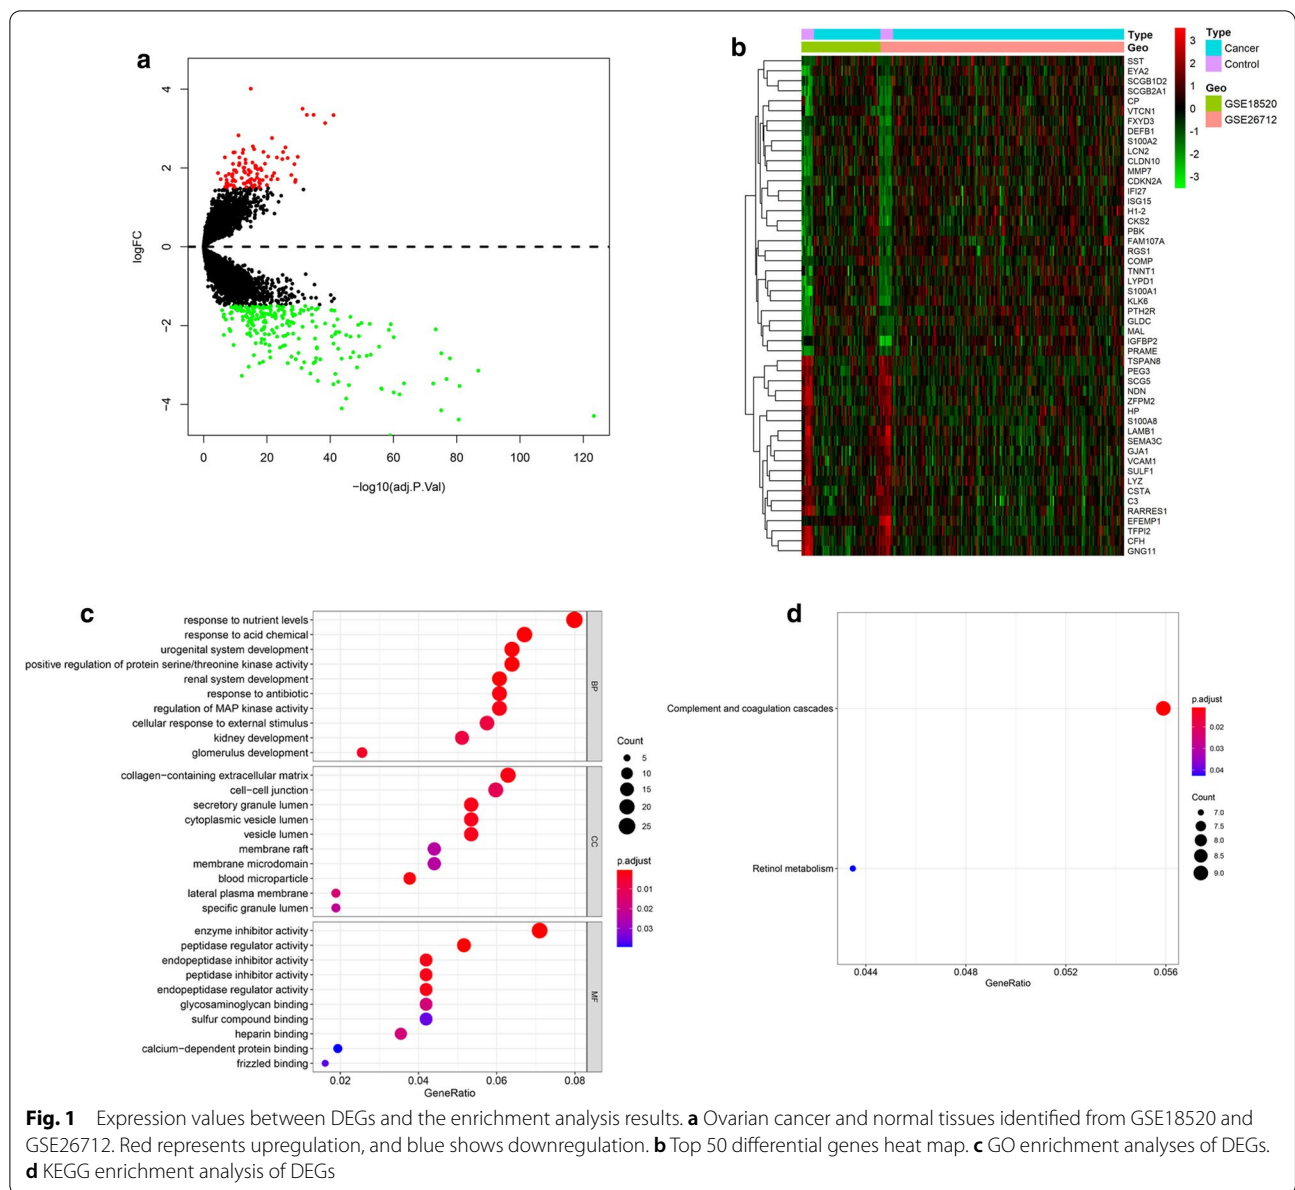 a
4
2
0
−2
−4
logFC
0 20 40 60 80 100 120
−log10(adj.P.Val)
b
Type
Geo
SST
EYA2
SCGB1D2
SCGB2A1
CP
VTCN1
FXYD3
DEFB1
S100A2
LCN2
CLDN10
MMP7
CDKN2A
IFI27
ISG15
H1-2
CKS2
PBK
FAM107A
RGS1
COMP
TNNT1
LYPD1
S100A1
KLK6
PTH2R
GLDC
MAL
IGFBP2
PRAME
TSPAN8
PEG3
SCG5
NDN
ZFPM2
HP
S100A8
LAMB1
SEMA3C
GJA1
VCAM1
SULF1
LYZ
CSTA
C3
RARRES1
EFEMP1
TFPI2
CFH
GNG11
3
2
1
0
-1
-2
-3
Type
Cancer
Control
Geo
GSE18520
GSE26712
c
response to nutrient levels
response to acid chemical
urogenital system development
positive regulation of protein serine/threonine kinase activity
renal system development
response to antibiotic
regulation of MAP kinase activity
cellular response to external stimulus
kidney development
glomerulus development
BP
collagen−containing extracellular matrix
cell−cell junction
secretory granule lumen
cytoplasmic vesicle lumen
vesicle lumen
membrane raft
membrane microdomain
blood microparticle
lateral plasma membrane
specific granule lumen
CC
enzyme inhibitor activity
peptidase regulator activity
endopeptidase inhibitor activity
peptidase inhibitor activity
endopeptidase regulator activity
glycosaminoglycan binding
sulfur compound binding
heparin binding
calcium−dependent protein binding
frizzled binding
MF
0.02 0.04 0.06 0.08
GeneRatio
Count
5
10
15
20
25
p.adjust
0.01
0.02
0.03
d
Complement and coagulation cascades
Retinol metabolism
0.044 0.048 0.052 0.056
GeneRatio
p.adjust
0.02
0.03
0.04
Count
7.0
7.5
8.0
8.5
9.0
Fig. 1 Expression values between DEGs and the enrichment analysis results. a Ovarian cancer and normal tissues identified from GSE18520 and
GSE26712. Red represents upregulation, and blue shows downregulation. b Top 50 differential genes heat map. c GO enrichment analyses of DEGs.
d KEGG enrichment analysis of DEGs